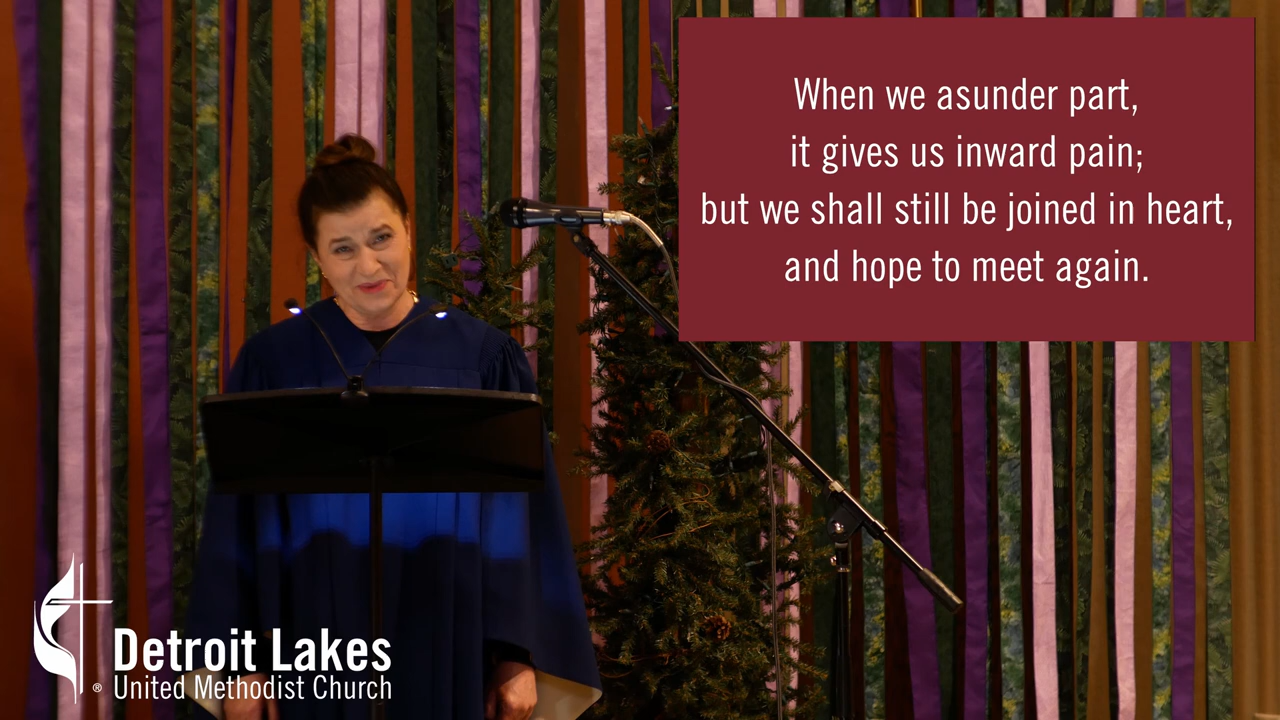 When we asunder part,
it gives us inward pain;
but we shall still be joined in heart,
and hope to meet again.
Detroit Lakes
® United Methodist Church